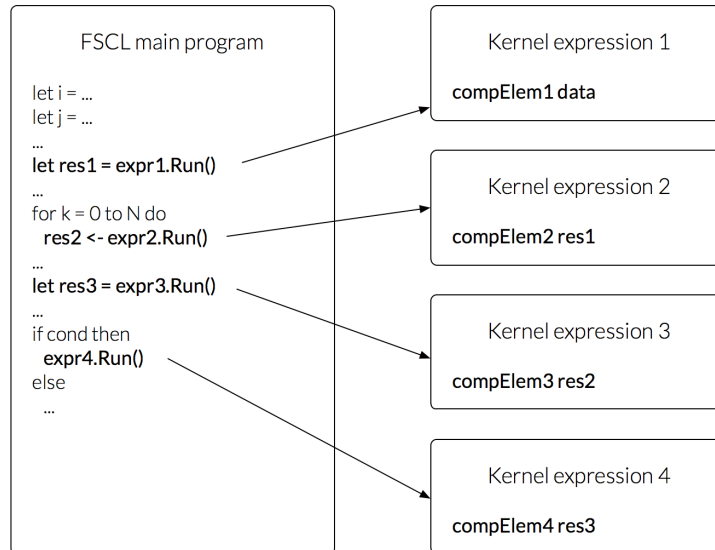 FSCL main program
let i = ...
let j = ...
...
let res1 = expr1.Run()
...
for k = 0 to N do
res2 <- expr2.Run()
...
let res3 = expr3.Run()
...
if cond then
expr4.Run()
else
...
Kernel expression 1
compElem1 data
Kernel expression 2
compElem2 res1
Kernel expression 3
compElem3 res2
Kernel expression 4
compElem4 res3